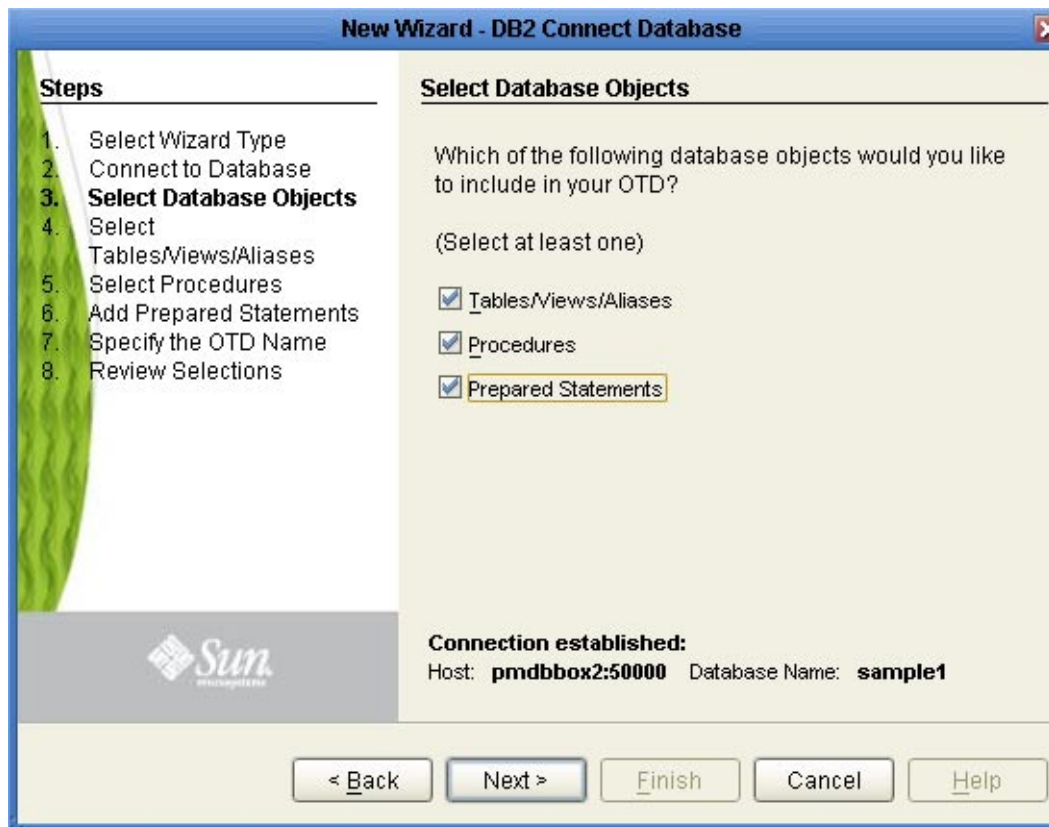 New Wizard - DB2 Connect Database
Steps
1. Select Wizard Type
2. Connect to Database
3. Select Database Objects
4. Select
Tables/Views/Aliases
5. Select Procedures
6. Add Prepared Statements
7. Specify the OTD Name
8. Review Selections
Sun
microsystems
Select Database Objects
Which of the following database objects would you like
to include in your OTD?
(Select at least one)
Tables/Views/Aliases
Procedures
Prepared Statements
Connection established:
Host: pmdbbox2:50000 Database Name: sample1
< Back
Next >
Finish
Cancel
Help